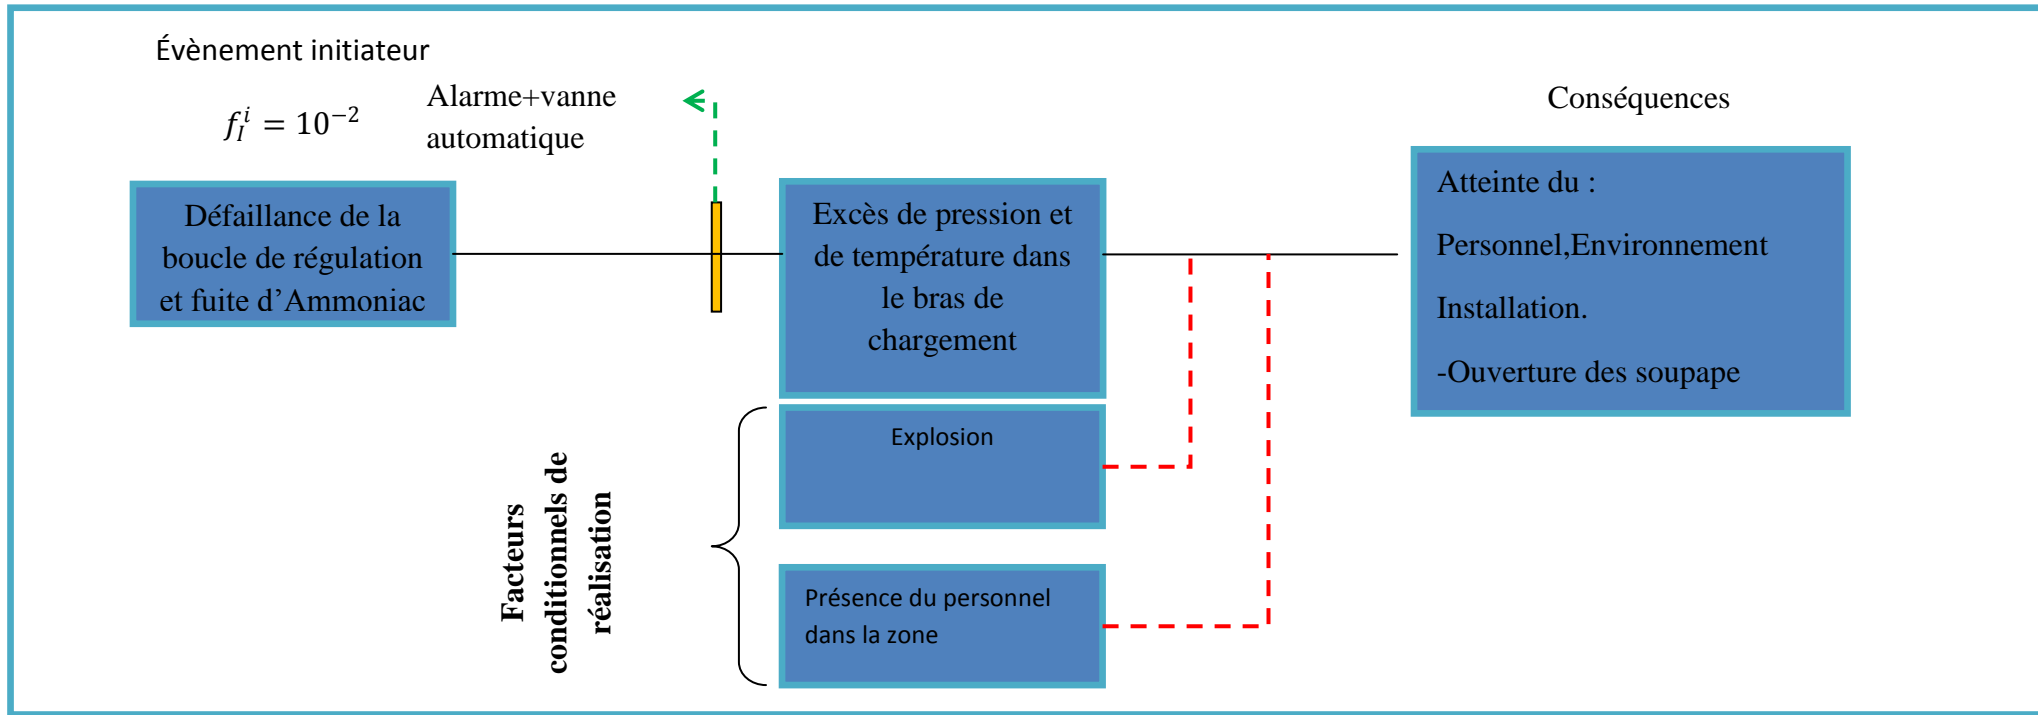 Évènement initiateur
$f_I^i = 10^{-2}$
Alarme+vanne
automatique
Conséquences
Défaillance de la
boucle de régulation
et fuite d’Ammoniac
Excès de pression et
de température dans
le bras de
chargement
Atteinte du :
Personnel,Environnement
Installation.
-Ouverture des soupape
Facteurs
conditionnels de
réalisation
Explosion
Présence du personnel
dans la zone